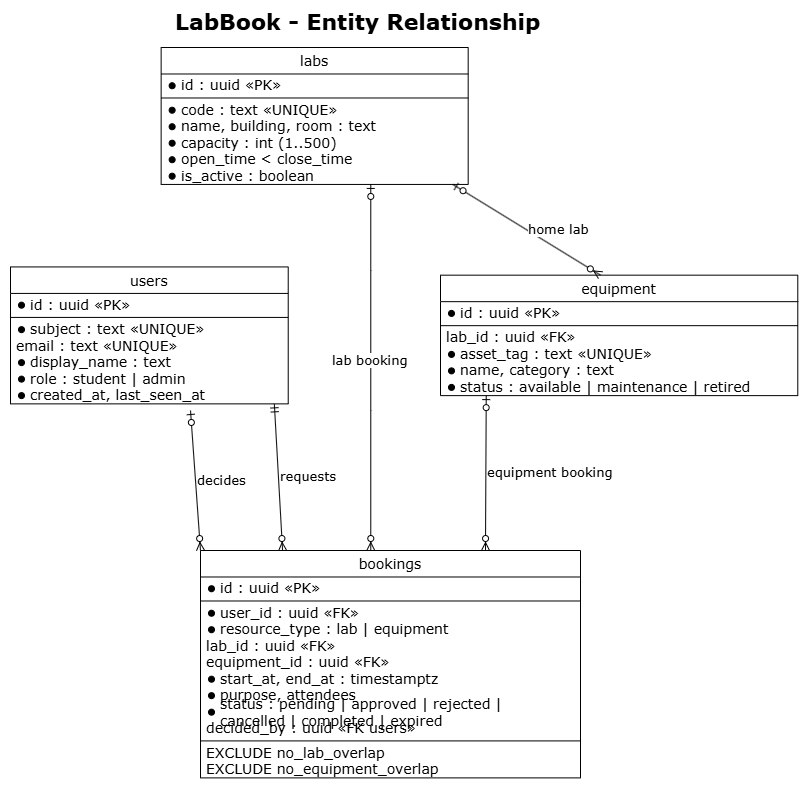 LabBook - Entity Relationship
labs
id : uuid «PK»
code : text «UNIQUE»
name, building, room : text
capacity : int (1..500)
open_time < close_time
is_active : boolean
home lab
users
id : uuid «PK»
subject : text «UNIQUE»
email : text «UNIQUE»
display_name : text
role : student | admin
created_at, last_seen_at
equipment
id : uuid «PK»
lab_id : uuid «FK»
asset_tag : text «UNIQUE»
name, category : text
status : available | maintenance | retired
lab booking
decides
requests
equipment booking
bookings
id : uuid «PK»
user_id : uuid «FK»
resource_type : lab | equipment
lab_id : uuid «FK»
equipment_id : uuid «FK»
start_at, end_at : timestamptz
purpose, attendees
status : pending | approved | rejected |
cancelled | completed | expired
decided_by : uuid «FK users»
EXCLUDE no_lab_overlap
EXCLUDE no_equipment_overlap